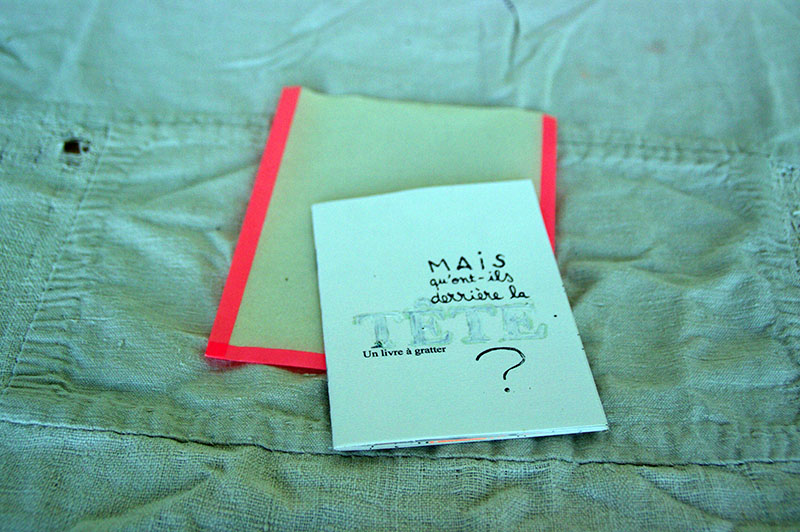 MAiS
qu'ont-ils
derrière la
TÊTE
Un livre à gratter
?